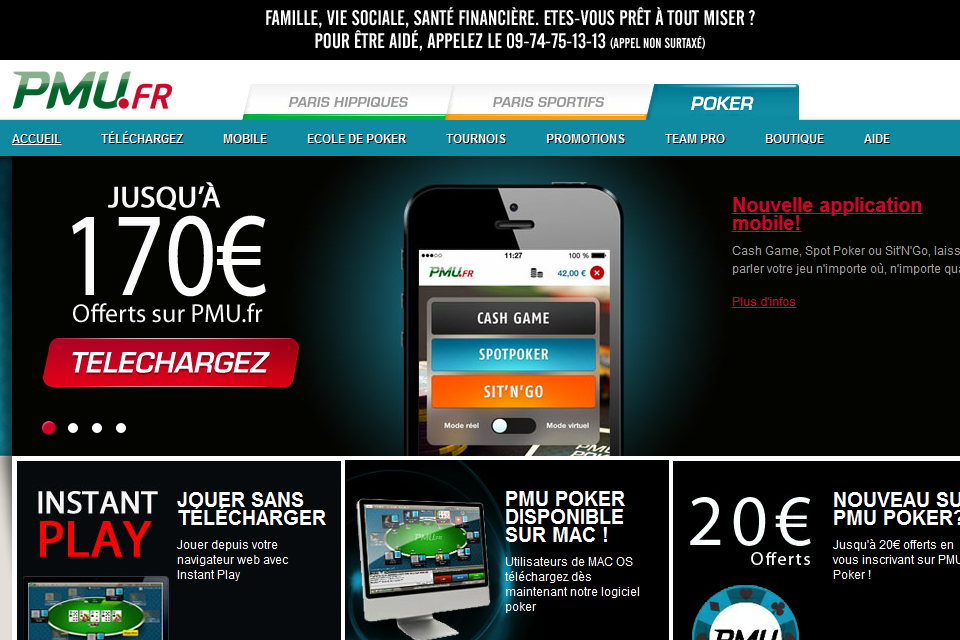 FAMILLE, VIE SOCIALE, SANTÉ FINANCIÈRE. ETES-VOUS PRÊT À TOUT MISER ?
POUR ÊTRE AIDÉ, APPELEZ LE 09-74-75-13-13 (APPEL NON SURTAXÉ)
PMU.FR
PARIS HIPPIQUES
PARIS SPORTIFS
POKER
ACCUEIL
TÉLÉCHARGEZ
MOBILE
ECOLE DE POKER
TOURNOIS
PROMOTIONS
TEAM PRO
BOUTIQUE
AIDE
JUSQU'À
170€
Offerts sur PMU.fr
TELECHARGEZ
11:27
100 %
PMU.FR
42,00 €
CASH GAME
SPOTPOKER
SIT'N'GO
Mode réel
Mode virtuel
Nouvelle application
mobile!
Cash Game, Spot Poker ou Sit'N'Go, laiss
parler votre jeu n'importe où, n'importe qua
Plus d'infos
INSTANT
PLAY
JOUER SANS
TÉLÉCHARGER
Jouer depuis votre
navigateur web avec
Instant Play
PMU POKER
DISPONIBLE
SUR MAC !
Utilisateurs de MAC OS
téléchargez dès
maintenant notre logiciel
poker
20€
Offerts
NOUVEAU SU
PMU POKER?
Jusqu'à 20€ offerts en
vous inscrivant sur PMU
Poker !
PMU